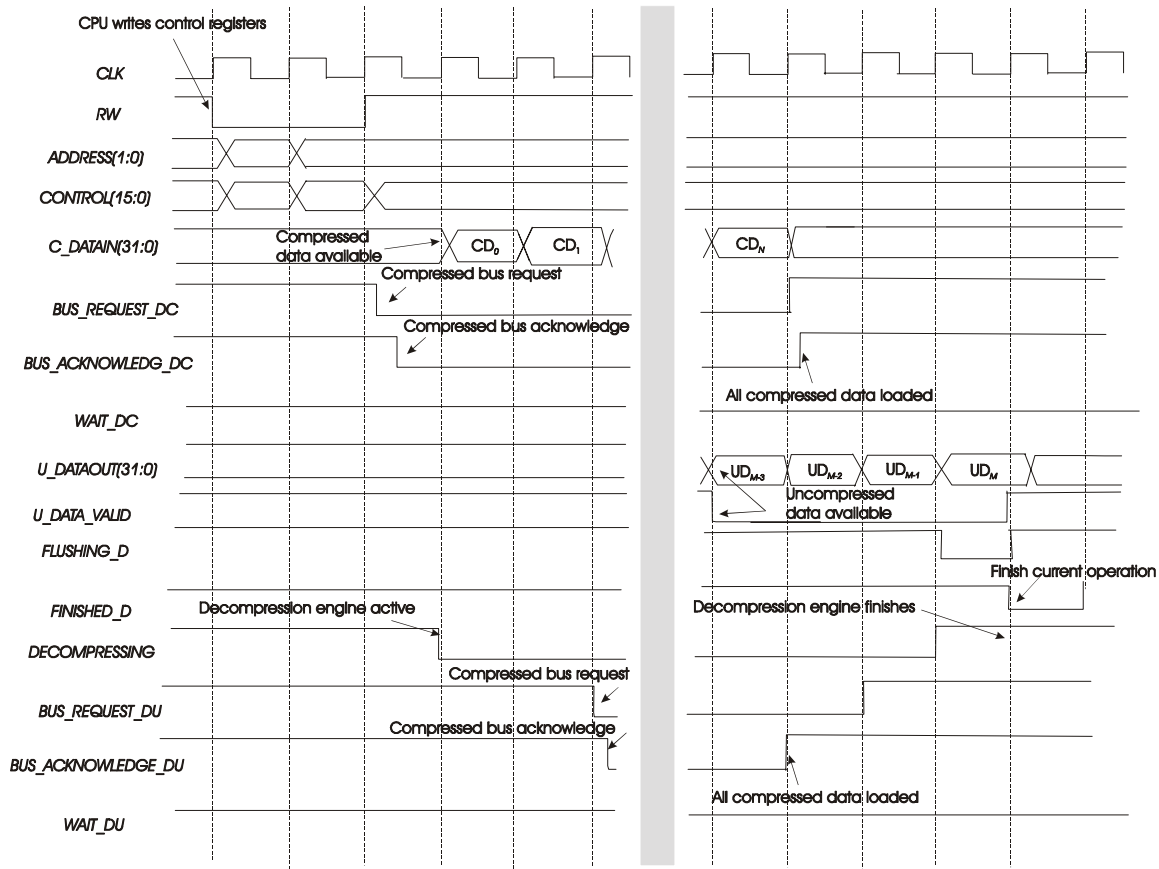 CPU writes control registers
CLK
RW
ADDRESS(1:0)
CONTROL(15:0)
C_DATAIN(31:0)
Compressed
data available
CD0
CD1
CDN
Compressed bus request
BUS_REQUEST_DC
Compressed bus acknowledge
BUS_ACKNOWLEDG_DC
All compressed data loaded
WAIT_DC
U_DATAOUT(31:0)
UDM-3
UDM-2
UDM-1
UDM
Uncompressed
data available
U_DATA_VALID
FLUSHING_D
Finish current operation
FINISHED_D
Decompression engine active
Decompression engine finishes
DECOMPRESSING
Compressed bus request
BUS_REQUEST_DU
Compressed bus acknowledge
BUS_ACKNOWLEDGE_DU
All compressed data loaded
WAIT_DU